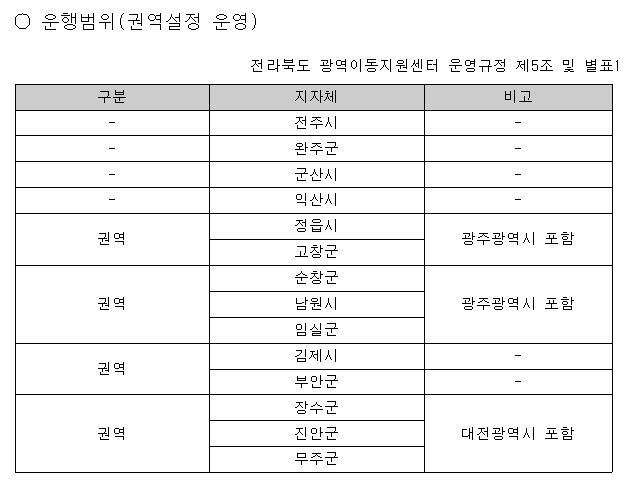 ○ 운행범위(권역설정 운영)
전라북도 광역이동지원센터 운영규정 제5조 및 별표1
구분 지자체 비고
- 전주시 -
- 완주군 -
- 군산시 -
- 익산시 -
권역 정읍시 광주광역시 포함
고창군
순창군
권역 남원시 광주광역시 포함
임실군
권역 김제시 -
부안군 -
장수군
권역 진안군 대전광역시 포함
무주군